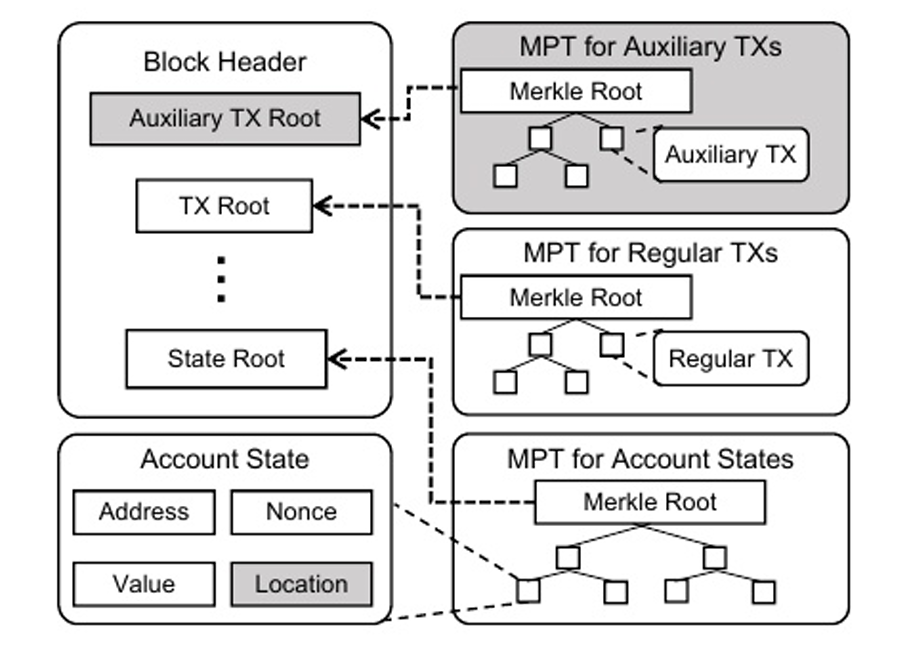 Block Header
Auxiliary TX Root
TX Root
State Root
MPT for Auxiliary TXs
Merkle Root
Auxiliary TX
MPT for Regular TXs
Merkle Root
Regular TX
Account State
Address
Nonce
Value
Location
MPT for Account States
Merkle Root